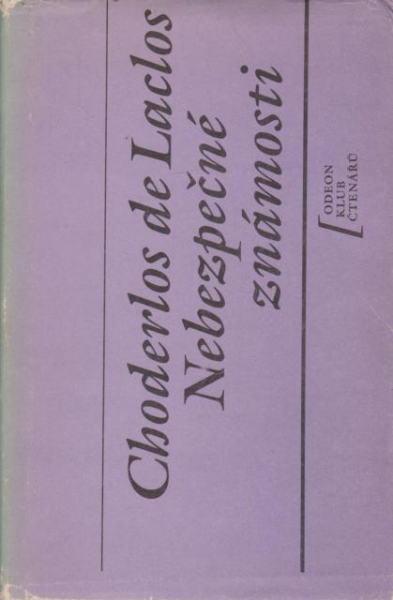 Choderlos de Laclos
Nebezpečné
známosti
ODEON
KLUB
ČTENÁŘŮ